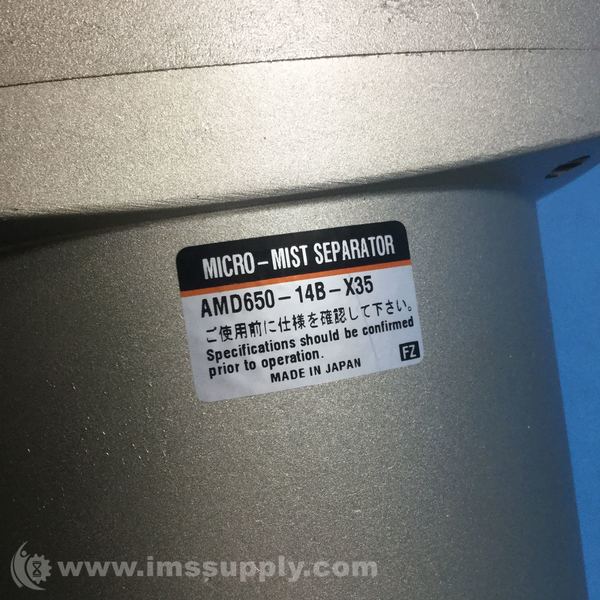 MICRO-MIST SEPARATOR
AMD650-14B-X35
ご使用前に仕様を確認して下さい。
Specifications should be confirmed
prior to operation.
FZ
MADE IN JAPAN
www.imssupply.com